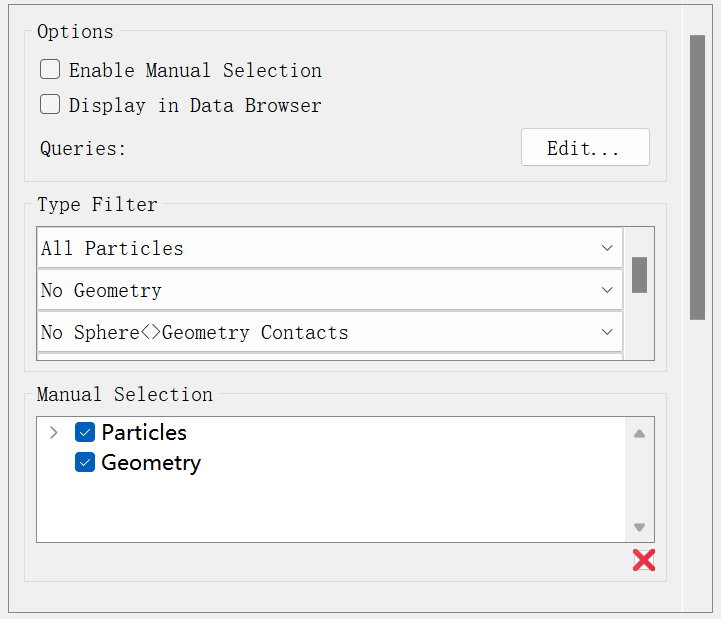 Options
Enable Manual Selection
Display in Data Browser
Queries: Edit...
Type Filter
All Particles
No Geometry
No Sphere<>Geometry Contacts
Manual Selection
Particles
Geometry